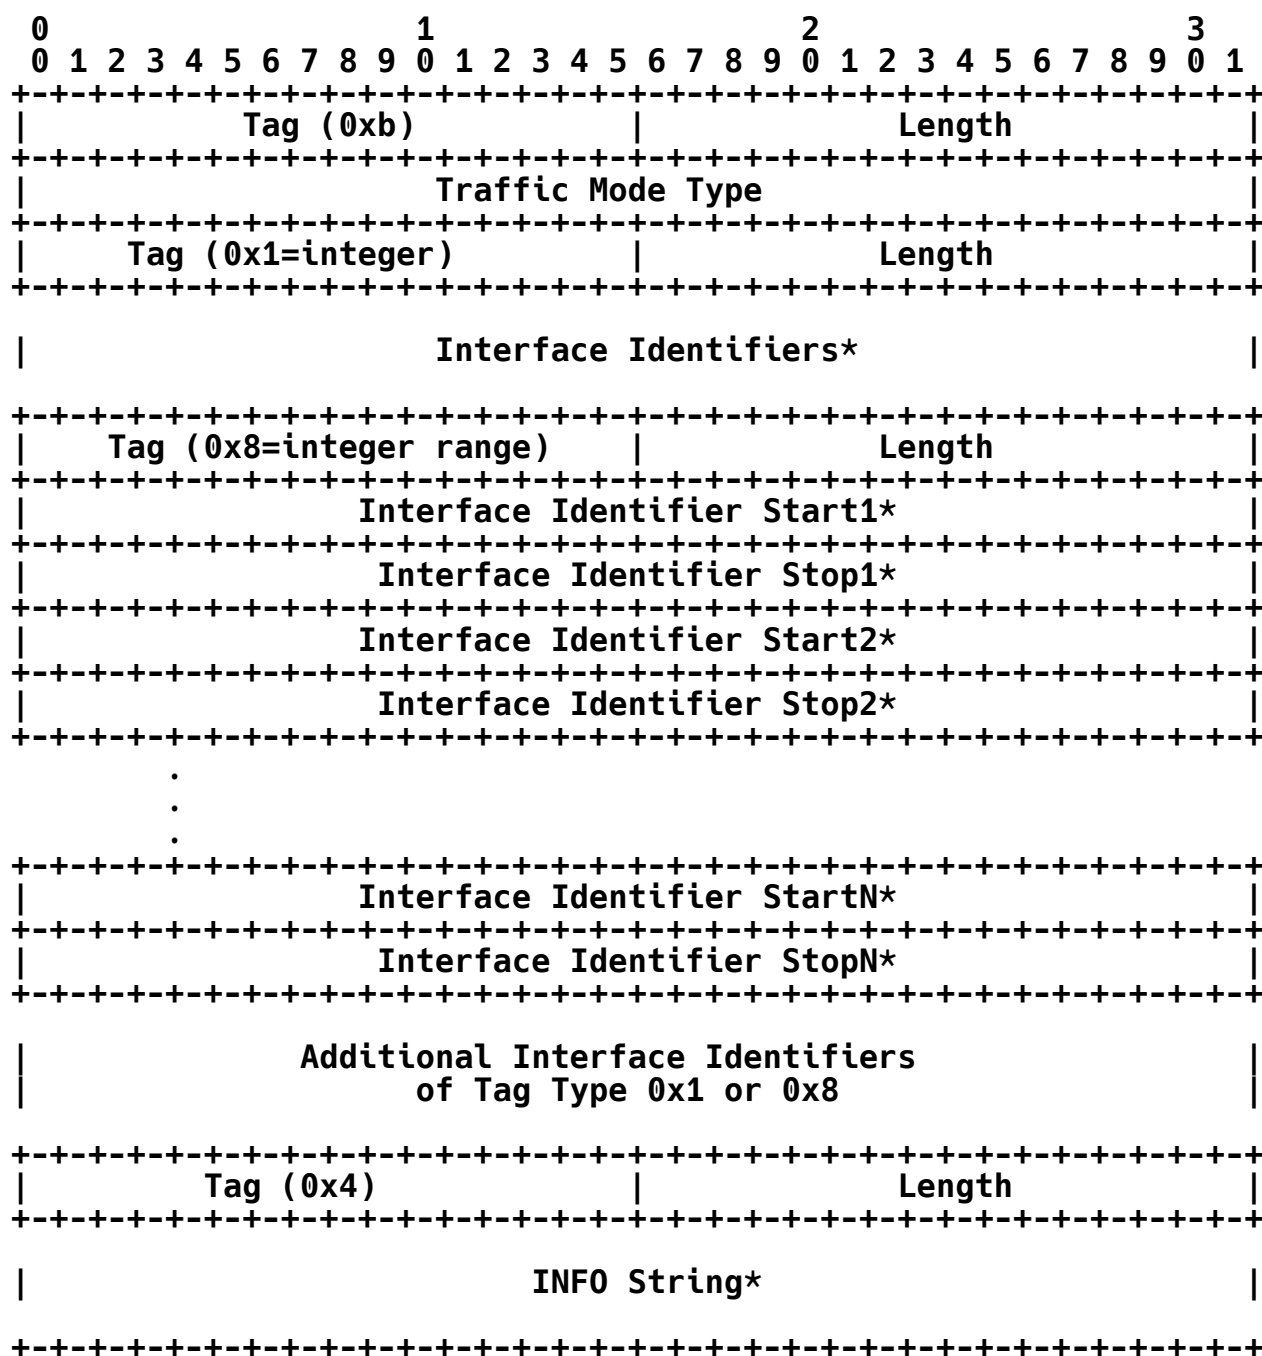 0                   1                   2                   3
 0 1 2 3 4 5 6 7 8 9 0 1 2 3 4 5 6 7 8 9 0 1 2 3 4 5 6 7 8 9 0 1
+-+-+-+-+-+-+-+-+-+-+-+-+-+-+-+-+-+-+-+-+-+-+-+-+-+-+-+-+-+-+-+-+
|           Tag (0xb)           |             Length            |
+-+-+-+-+-+-+-+-+-+-+-+-+-+-+-+-+-+-+-+-+-+-+-+-+-+-+-+-+-+-+-+-+
|                     Traffic Mode Type                         |
+-+-+-+-+-+-+-+-+-+-+-+-+-+-+-+-+-+-+-+-+-+-+-+-+-+-+-+-+-+-+-+-+
|     Tag (0x1=integer)         |            Length             |
+-+-+-+-+-+-+-+-+-+-+-+-+-+-+-+-+-+-+-+-+-+-+-+-+-+-+-+-+-+-+-+-+

|                     Interface Identifiers*                    |

+-+-+-+-+-+-+-+-+-+-+-+-+-+-+-+-+-+-+-+-+-+-+-+-+-+-+-+-+-+-+-+-+
|    Tag (0x8=integer range)    |            Length             |
+-+-+-+-+-+-+-+-+-+-+-+-+-+-+-+-+-+-+-+-+-+-+-+-+-+-+-+-+-+-+-+-+
|                 Interface Identifier Start1*                  |
+-+-+-+-+-+-+-+-+-+-+-+-+-+-+-+-+-+-+-+-+-+-+-+-+-+-+-+-+-+-+-+-+
|                  Interface Identifier Stop1*                  |
+-+-+-+-+-+-+-+-+-+-+-+-+-+-+-+-+-+-+-+-+-+-+-+-+-+-+-+-+-+-+-+-+
|                 Interface Identifier Start2*                  |
+-+-+-+-+-+-+-+-+-+-+-+-+-+-+-+-+-+-+-+-+-+-+-+-+-+-+-+-+-+-+-+-+
|                  Interface Identifier Stop2*                  |
+-+-+-+-+-+-+-+-+-+-+-+-+-+-+-+-+-+-+-+-+-+-+-+-+-+-+-+-+-+-+-+-+
        .
        .
        .
+-+-+-+-+-+-+-+-+-+-+-+-+-+-+-+-+-+-+-+-+-+-+-+-+-+-+-+-+-+-+-+-+
|                 Interface Identifier StartN*                  |
+-+-+-+-+-+-+-+-+-+-+-+-+-+-+-+-+-+-+-+-+-+-+-+-+-+-+-+-+-+-+-+-+
|                  Interface Identifier StopN*                  |
+-+-+-+-+-+-+-+-+-+-+-+-+-+-+-+-+-+-+-+-+-+-+-+-+-+-+-+-+-+-+-+-+

|              Additional Interface Identifiers                 |
|                    of Tag Type 0x1 or 0x8                     |

+-+-+-+-+-+-+-+-+-+-+-+-+-+-+-+-+-+-+-+-+-+-+-+-+-+-+-+-+-+-+-+-+
|         Tag (0x4)             |             Length            |
+-+-+-+-+-+-+-+-+-+-+-+-+-+-+-+-+-+-+-+-+-+-+-+-+-+-+-+-+-+-+-+-+

|                          INFO String*                         |

+-+-+-+-+-+-+-+-+-+-+-+-+-+-+-+-+-+-+-+-+-+-+-+-+-+-+-+-+-+-+-+-+